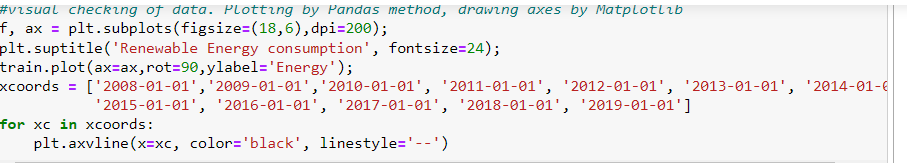 #visual checking of data. Plotting by Pandas method, drawing axes by Matplotlib
f, ax = plt.subplots(figsize=(18,6),dpi=200);
plt.suptitle('Renewable Energy consumption', fontsize=24);
train.plot(ax=ax,rot=90,ylabel='Energy');
xcoords = ['2008-01-01','2009-01-01','2010-01-01', '2011-01-01', '2012-01-01', '2013-01-01', '2014-01-
'2015-01-01', '2016-01-01', '2017-01-01', '2018-01-01', '2019-01-01']
for xc in xcoords:
    plt.axvline(x=xc, color='black', linestyle='--')